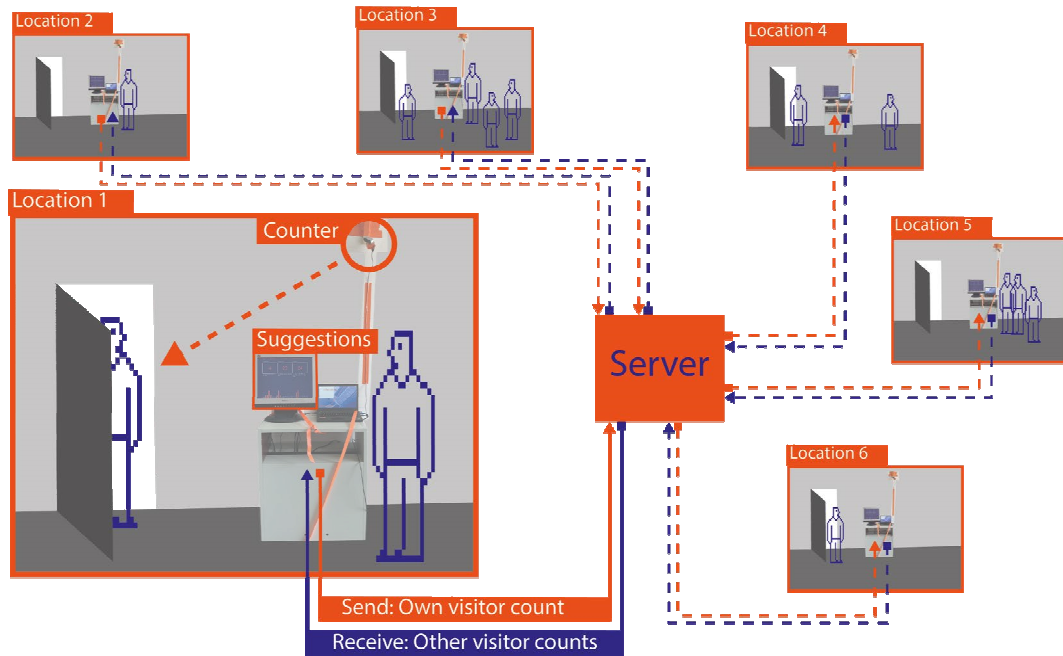 Location 2
Location 3
Location 4
Location 1
Counter
Location 5
Suggestions
Server
Location 6
Send: Own visitor count
Receive: Other visitor counts